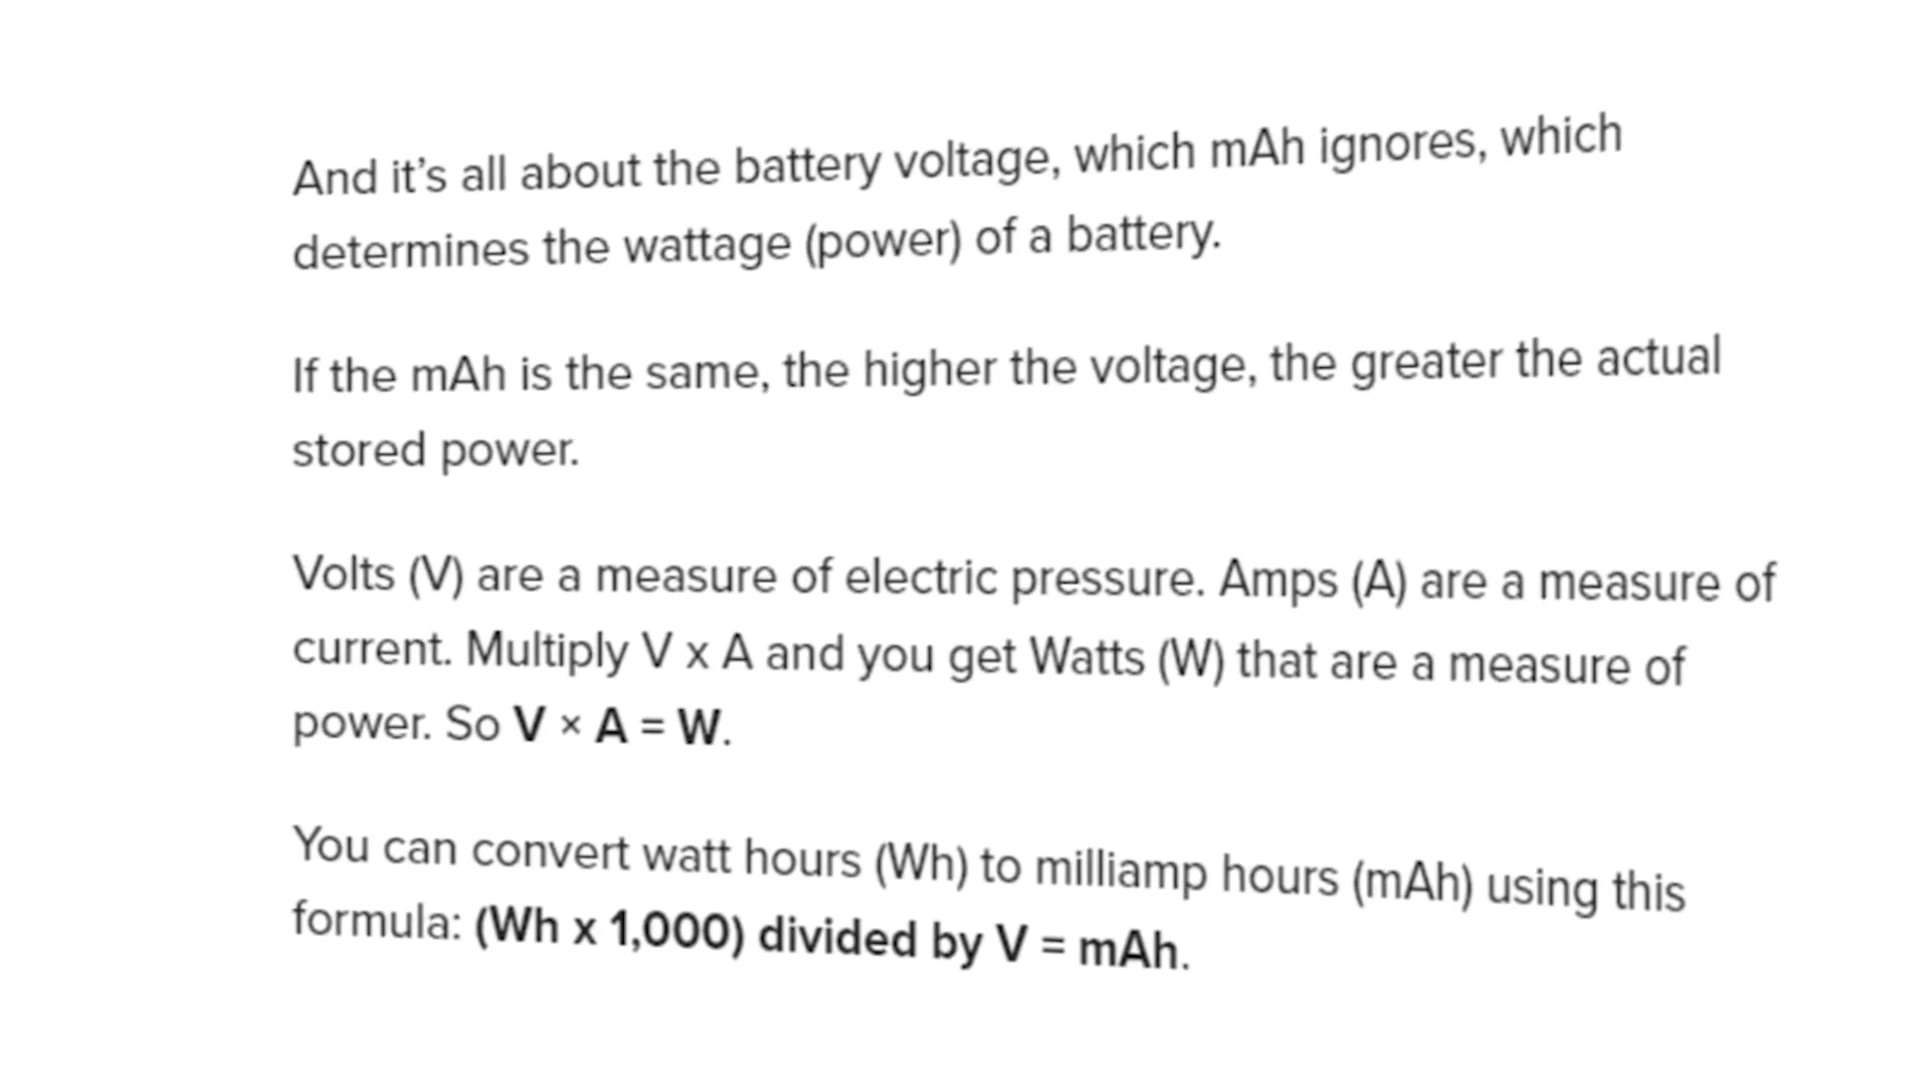 And it’s all about the battery voltage, which mAh ignores, which
determines the wattage (power) of a battery.
If the mAh is the same, the higher the voltage, the greater the actual
stored power.
Volts (V) are a measure of electric pressure. Amps (A) are a measure of
current. Multiply V x A and you get Watts (W) that are a measure of
power. So V × A = W.
You can convert watt hours (Wh) to milliamp hours (mAh) using this
formula: (Wh x 1,000) divided by V = mAh.